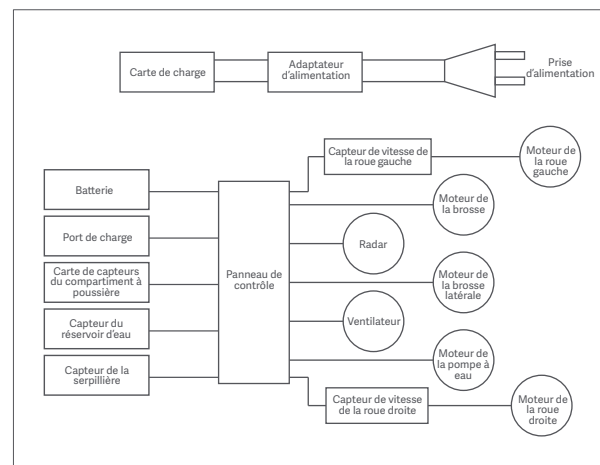 Carte de charge
Adaptateur
d'alimentation
Prise
d'alimentation
Capteur de vitesse de
la roue gauche
Moteur de
la roue
gauche
Batterie
Moteur de
la brosse
Port de charge
Radar
Carte de capteurs
du compartiment à
poussière
Panneau de
contrôle
Moteur de
la brosse
latérale
Capteur du
réservoir d'eau
Ventilateur
Capteur de la
serpillière
Moteur de
la pompe à
eau
Capteur de vitesse
de la roue droite
Moteur de
la roue
droite